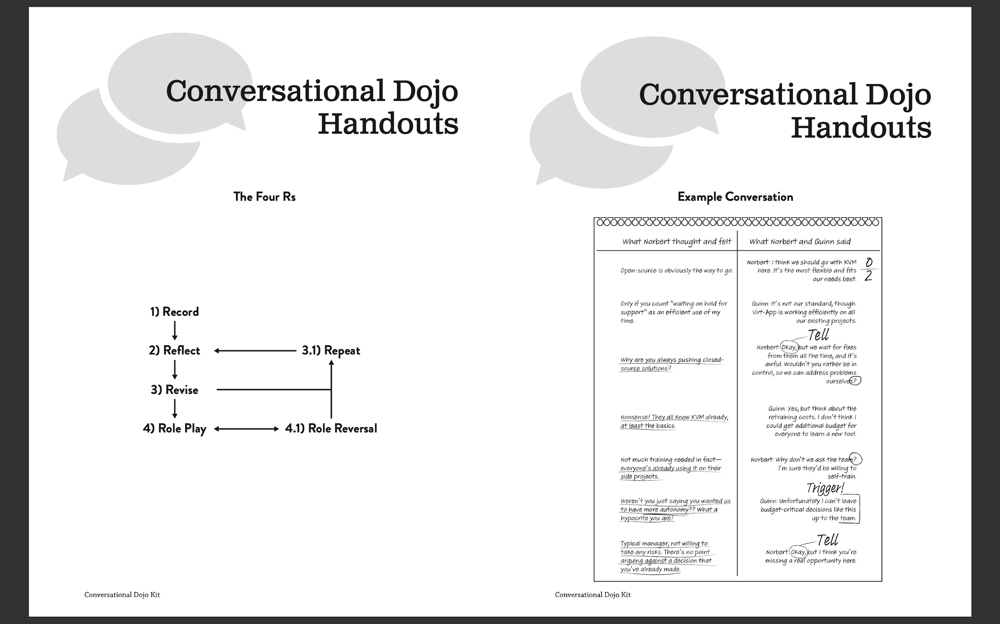 Conversational Dojo
Handouts
The Four Rs
1) Record
2) Reflect
3.1) Repeat
3) Revise
4) Role Play
4.1) Role Reversal
Conversational Dojo Kit
Conversational Dojo
Handouts
Example Conversation
What Norbert thought and felt
What Norbert and Quinn said
Open-source is obviously the way to go.
Norbert: I think we should go with KVM
here. It's the most flexible and fits
our needs best.
0
2
Only if you count “waiting on hold for
support” as an efficient use of my
time.
Quinn: It's not our standard, though.
Virt-App is working efficiently on all
our existing projects.
Why are you always pushing closed-
source solutions?
Tell
Norbert: Okay, but we wait for fixes
from them all the time, and it's
awful. Wouldn't you rather be in
control, so we can address problems
ourselves?
Nonsense! They all know KVM already,
at least the basics.
Quinn: Yes, but think about the
retraining costs. I don't think I
could get additional budget for
everyone to learn a new tool.
Not much training needed in fact—
everyone's already using it on their
side projects.
Norbert: Why don't we ask the team?
I'm sure they'd be willing to
self-train.
Weren't you just saying you wanted us
to have more autonomy?? What a
hypocrite you are!
Trigger!
Quinn: Unfortunately I can't leave
budget-critical decisions like this
up to the team.
Typical manager, not willing to
take any risks. There's no point
arguing against a decision that
you've already made.
Tell
Norbert: Okay, but I think you're
missing a real opportunity here.
Conversational Dojo Kit